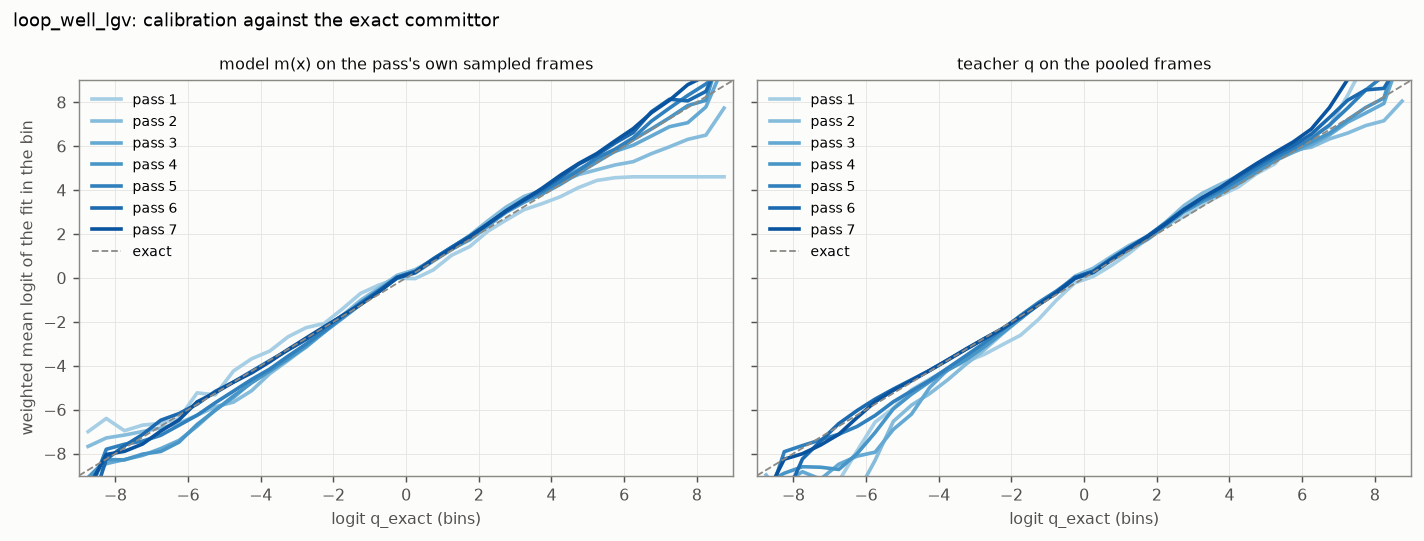 loop_well_lgv: calibration against the exact committor
model m(x) on the pass's own sampled frames
weighted mean logit of the fit in the bin
8
6
4
2
0
−2
−4
−6
−8
pass 1
pass 2
pass 3
pass 4
pass 5
pass 6
pass 7
exact
−8 −6 −4 −2 0 2 4 6 8
logit q_exact (bins)
teacher q on the pooled frames
pass 1
pass 2
pass 3
pass 4
pass 5
pass 6
pass 7
exact
−8 −6 −4 −2 0 2 4 6 8
logit q_exact (bins)